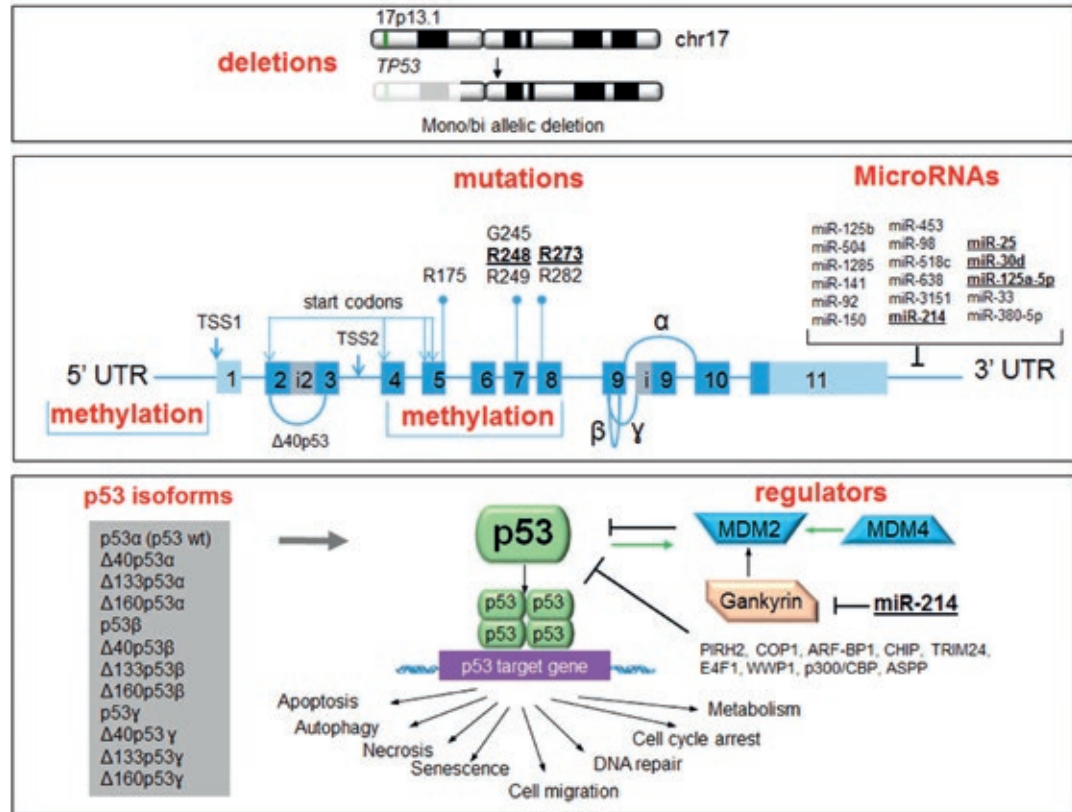 17p13.1
chr17
deletions
TP53
Mono/bi allelic deletion
mutations
MicroRNAs
miR-125b
miR-504
miR-1285
miR-141
miR-92
miR-150
miR-453
miR-98
miR-518c
miR-638
miR-3151
miR-214
miR-25
miR-30d
miR-125a-5p
miR-33
miR-380-5p
G245
R248
R249
R273
R282
R175
start codons
TSS1
TSS2
α
5' UTR
1
2
i2
3
4
5
6
7
8
9
i
9
10
11
3' UTR
methylation
Δ40p53
methylation
β
γ
p53 isoforms
p53α (p53 wt)
Δ40p53α
Δ133p53α
Δ160p53α
p53β
Δ40p53β
Δ133p53β
Δ160p53β
p53γ
Δ40p53 γ
Δ133p53γ
Δ160p53γ
regulators
p53
MDM2
MDM4
Gankyrin
miR-214
p53
p53
p53
p53
p53 target gene
PIRH2, COP1, ARF-BP1, CHIP, TRIM24,
E4F1, WWP1, p300/CBP, ASPP
Apoptosis
Autophagy
Necrosis
Senescence
Cell migration
DNA repair
Cell cycle arrest
Metabolism